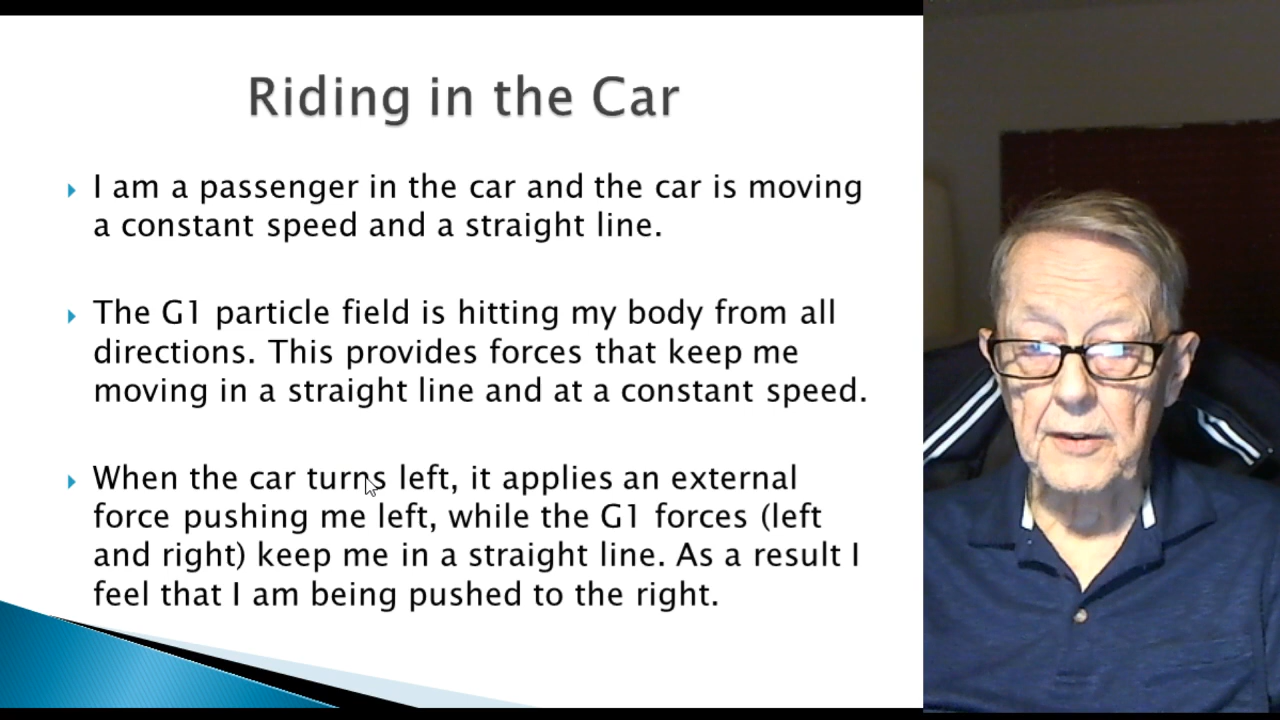 Riding in the Car
I am a passenger in the car and the car is moving
a constant speed and a straight line.
The G1 particle field is hitting my body from all
directions. This provides forces that keep me
moving in a straight line and at a constant speed.
When the car turns left, it applies an external
force pushing me left, while the G1 forces (left
and right) keep me in a straight line. As a result I
feel that I am being pushed to the right.